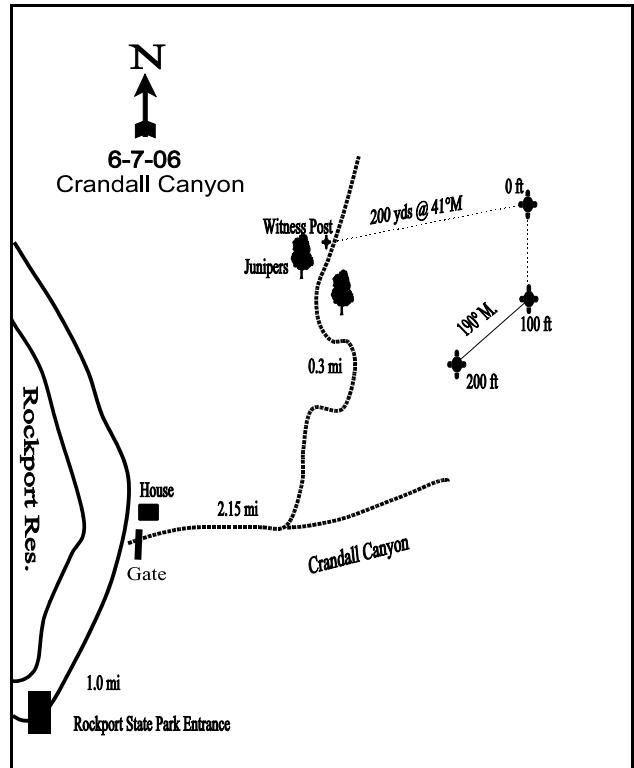 N
6-7-06
Crandall Canyon
0 ft
200 yds @ 41°M
Witness Post
Junipers
190° M.
100 ft
0.3 mi
200 ft
Rockport Res.
House
2.15 mi
Crandall Canyon
Gate
1.0 mi
Rockport State Park Entrance